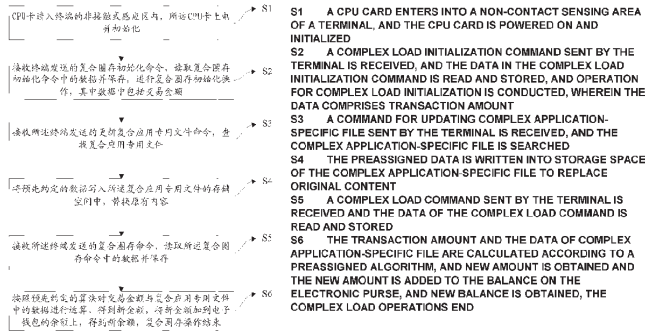 CPU卡进入终端的非接触式感应区内，所述CPU卡上电
并初始化
S1
接收所述终端发送的复合圈存初始化命令，读取复合圈存
初始化命令中的数据并保存，进行复合圈存初始化操
作，其中数据中包括交易金额
S2
接收所述终端发送的更新复合应用专用文件命令，查
找复合应用专用文件
S3
将预先约定的数据写入所述复合应用专用文件的存储
空间中，替换原有内容
S4
接收所述终端发送的复合圈存命令，读取所述复合圈
存命令中的数据并保存
S5
按照预先约定的算法对交易金额与复合应用专用文件
中的数据进行运算，得到新金额，将新金额加到电子
钱包的余额上，得到新余额，复合圈存操作结束
S6
S1 A CPU CARD ENTERS INTO A NON-CONTACT SENSING AREA
OF A TERMINAL, AND THE CPU CARD IS POWERED ON AND
INITIALIZED
S2 A COMPLEX LOAD INITIALIZATION COMMAND SENT BY THE
TERMINAL IS RECEIVED, AND THE DATA IN THE COMPLEX LOAD
INITIALIZATION COMMAND IS READ AND STORED, AND OPERATION
FOR COMPLEX LOAD INITIALIZATION IS CONDUCTED, WHEREIN THE
DATA COMPRISES TRANSACTION AMOUNT
S3 A COMMAND FOR UPDATING COMPLEX APPLICATION-
SPECIFIC FILE SENT BY THE TERMINAL IS RECEIVED, AND THE
COMPLEX APPLICATION-SPECIFIC FILE IS SEARCHED
S4 THE PREASSIGNED DATA IS WRITTEN INTO STORAGE SPACE
OF THE COMPLEX APPLICATION-SPECIFIC FILE TO REPLACE
ORIGINAL CONTENT
S5 A COMPLEX LOAD COMMAND SENT BY THE TERMINAL IS
RECEIVED AND THE DATA OF THE COMPLEX LOAD COMMAND IS
READ AND STORED
S6 THE TRANSACTION AMOUNT AND THE DATA OF COMPLEX
APPLICATION-SPECIFIC FILE ARE CALCULATED ACCORDING TO A
PREASSIGNED ALGORITHM, AND NEW AMOUNT IS OBTAINED AND
THE NEW AMOUNT IS ADDED TO THE BALANCE ON THE
ELECTRONIC PURSE, AND NEW BALANCE IS OBTAINED, THE
COMPLEX LOAD OPERATIONS END